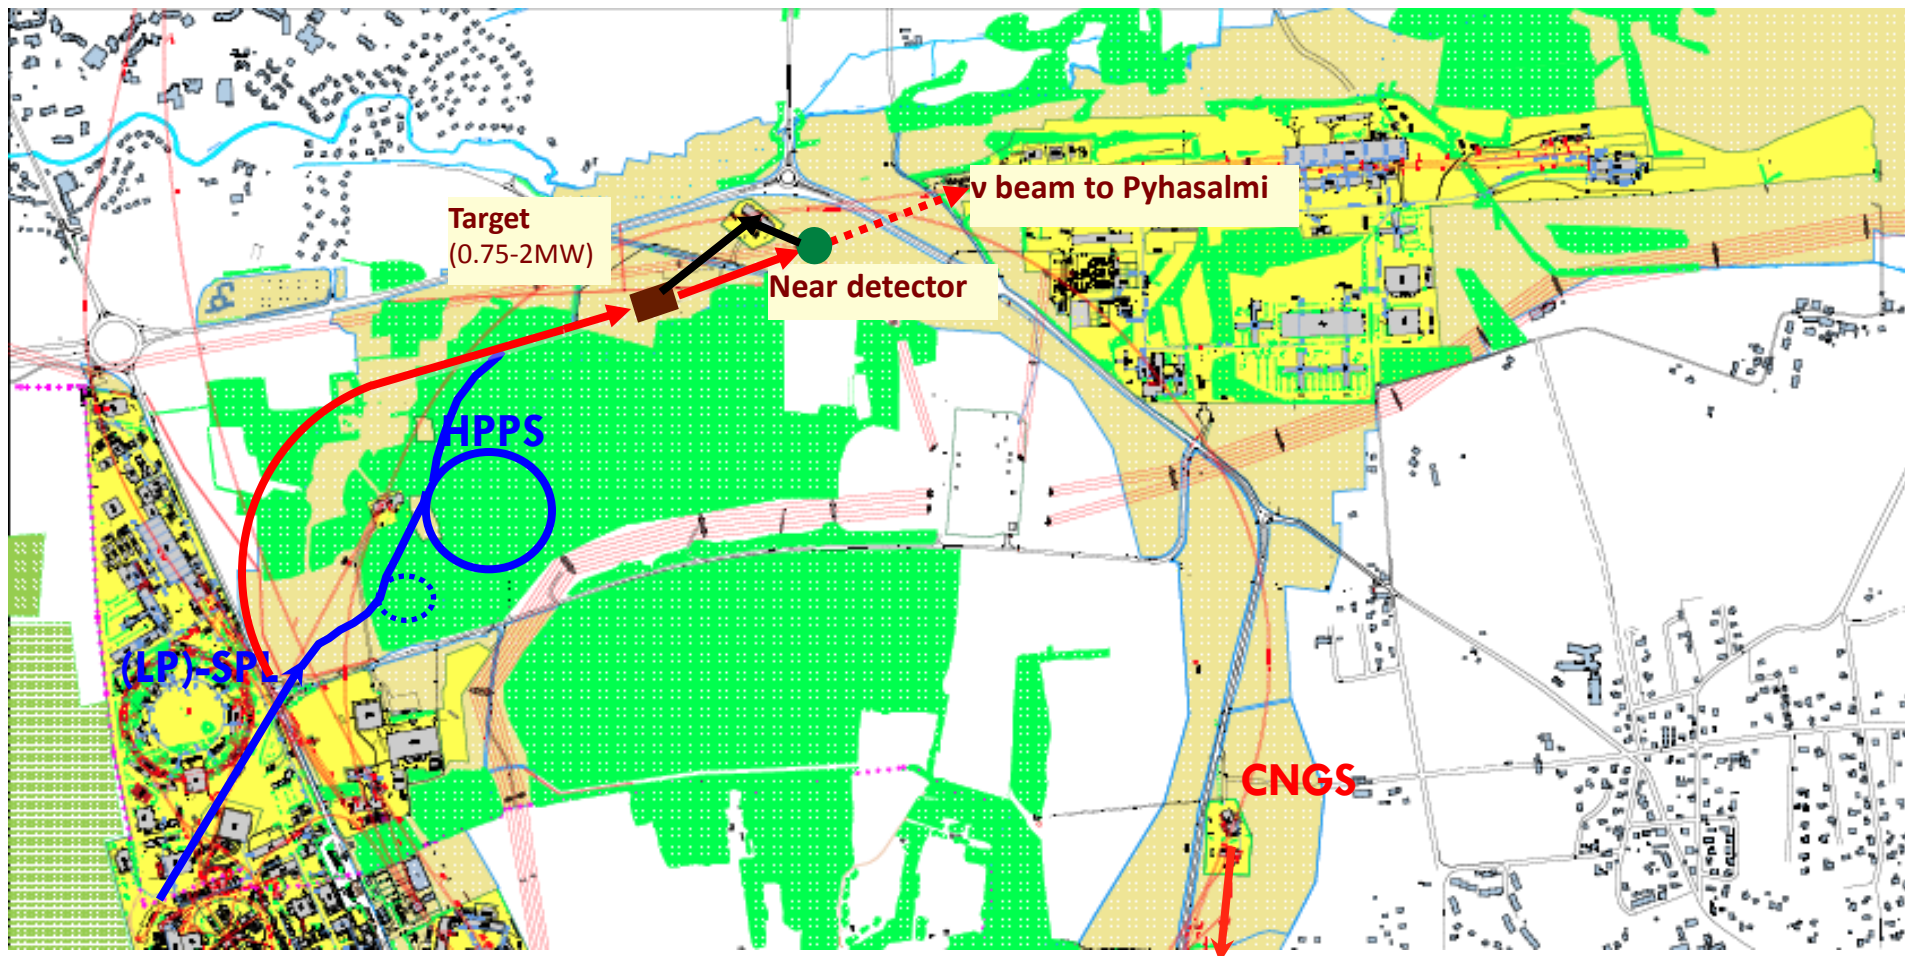 ν beam to Pyhasalmi
Target
(0.75-2MW)
Near detector
HPPS
(LP)-SPL
CNGS